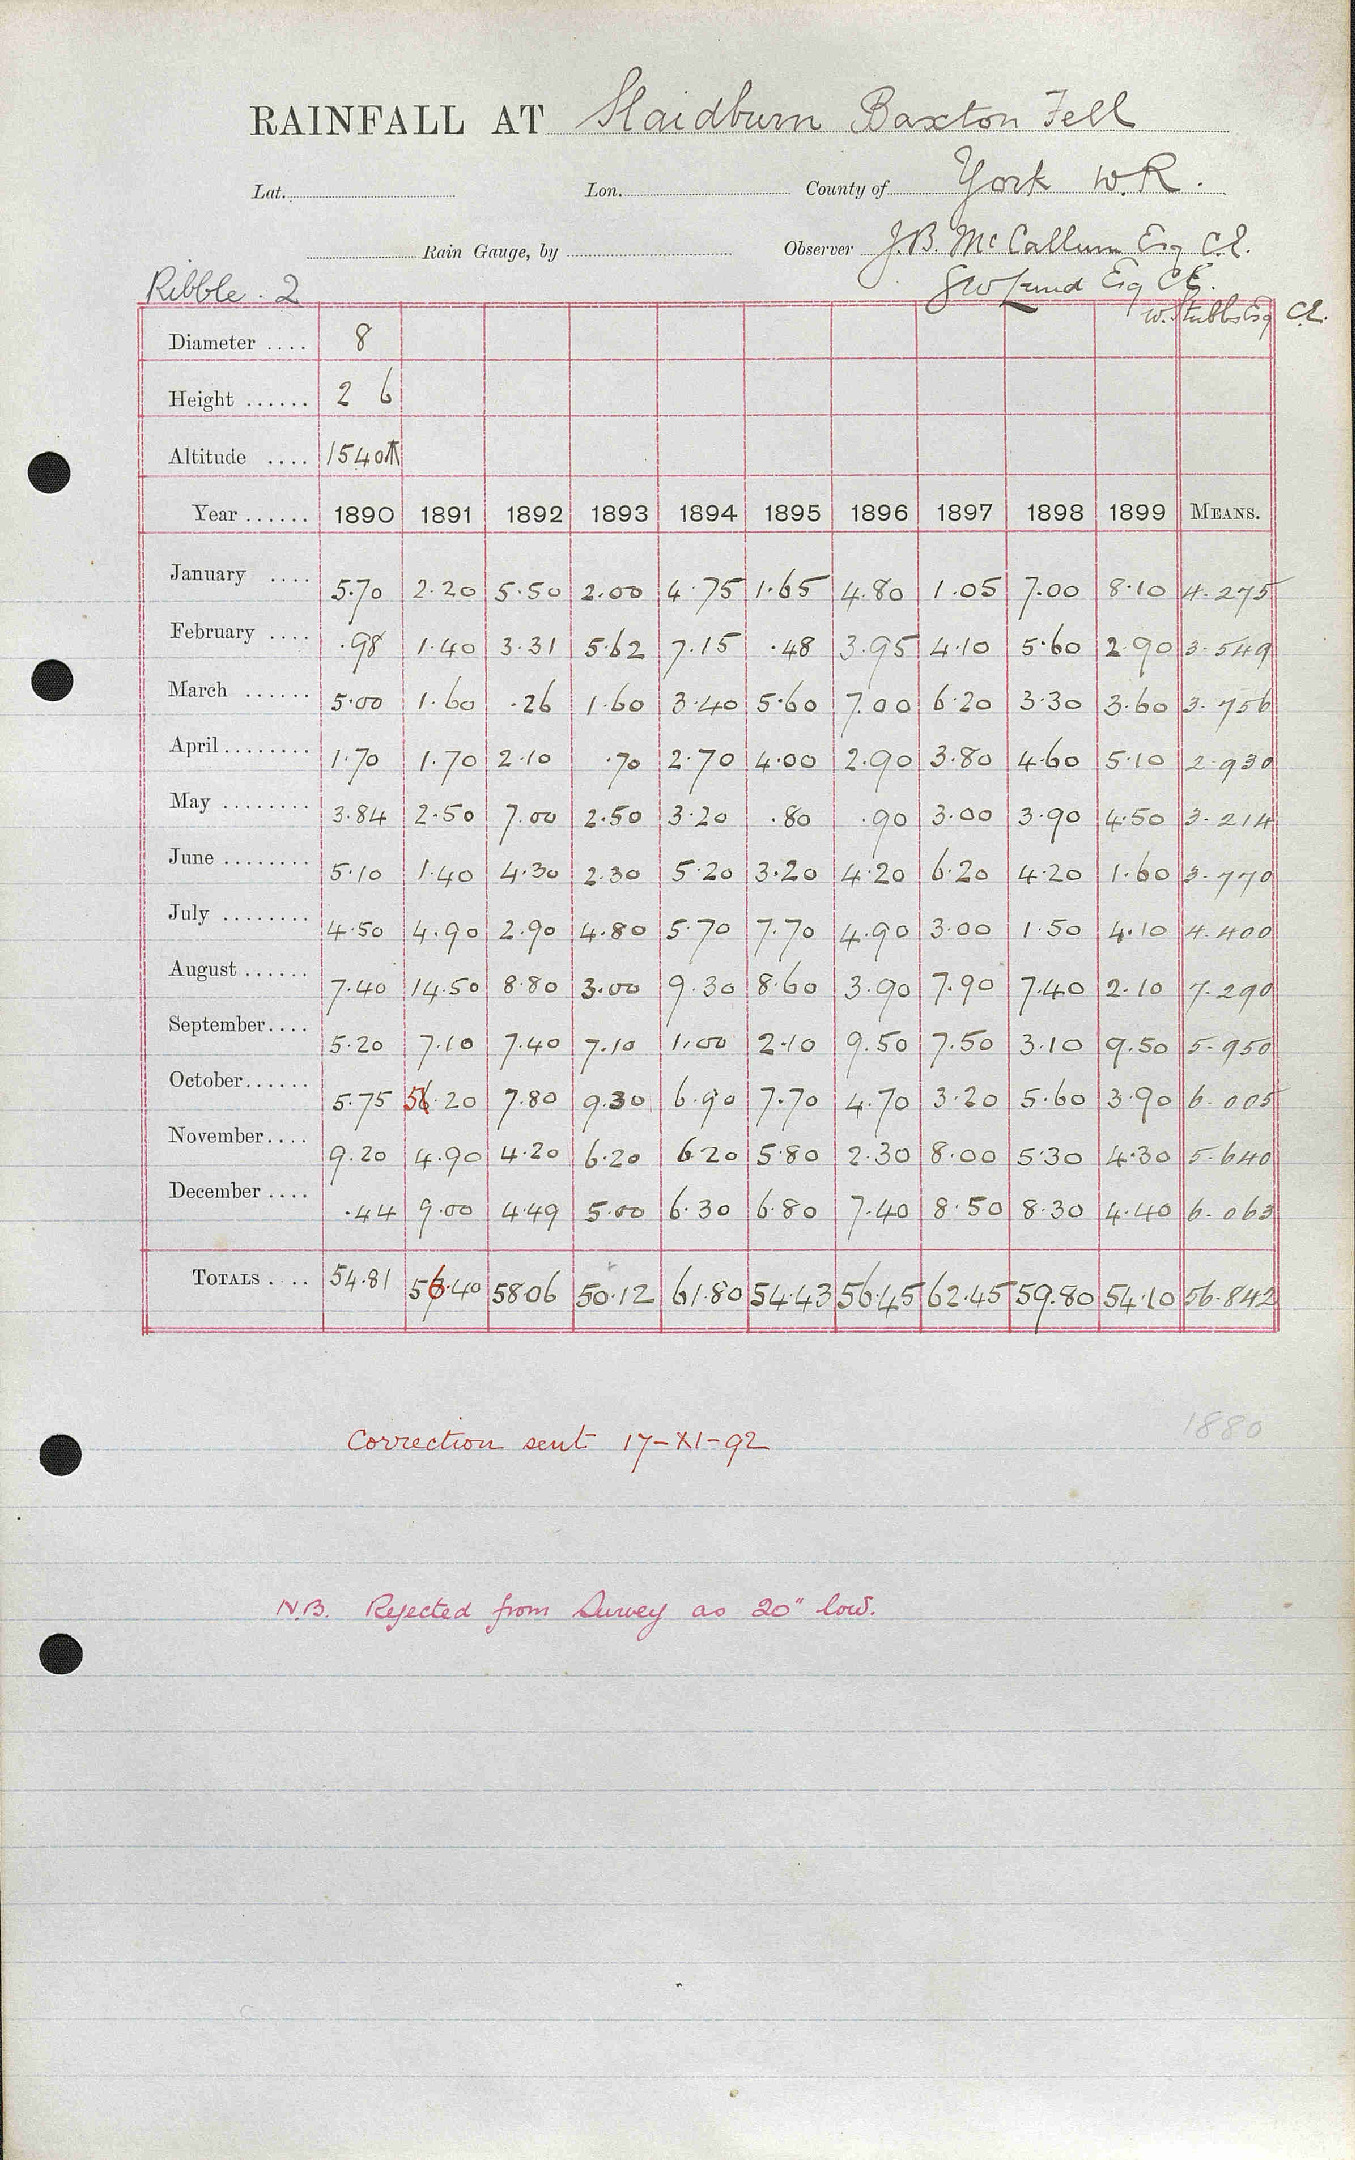 RAINFALL AT Slaidburn Baxton Fell
Lat. Lon. County of York W.R.
Rain Gauge, by Observer J.B. McCallum Esq C.E.
Ribble. 2 Lund Esq C.E.
W. Stubbs Esq C.E.
Diameter .... 8
Height ...... 2 6
Altitude .... 1540
Year ...... 1890 1891 1892 1893 1894 1895 1896 1897 1898 1899 MEANS.
January .... 5.70 2.20 5.50 2.00 4.75 1.65 4.80 1.05 7.00 8.10 4.275
February .... .98 1.40 3.31 5.62 7.15 .48 3.95 4.10 5.60 2.90 3.549
March ...... 5.00 1.60 .26 1.60 3.40 5.60 7.00 6.20 3.30 3.60 3.756
April ........ 1.70 1.70 2.10 .70 2.70 4.00 2.90 3.80 4.60 5.10 2.930
May ........ 3.84 2.50 7.00 2.50 3.20 .80 .90 3.00 3.90 4.50 3.214
June ........ 5.10 1.40 4.30 2.30 5.20 3.20 4.20 6.20 4.20 1.60 3.770
July ........ 4.50 4.90 2.90 4.80 5.70 7.70 4.90 3.00 1.50 4.10 4.400
August ...... 7.40 14.50 8.80 3.00 9.30 8.60 3.90 7.90 7.40 2.10 7.290
September .... 5.20 7.10 7.40 7.10 1.00 2.10 9.50 7.50 3.10 9.50 5.950
October ...... 5.75 5.20 7.80 9.30 6.90 7.70 4.70 3.20 5.60 3.90 6.005
November .... 9.20 4.90 4.20 6.20 6.20 5.80 2.30 8.00 5.30 4.30 5.640
December .... .44 9.00 4.49 5.00 6.30 6.80 7.40 8.50 8.30 4.40 6.063
TOTALS .... 54.81 56.40 58.06 50.12 61.80 54.43 56.45 62.45 59.80 54.10 56.842
Correction sent 17-XI-92
1880
N.B. Rejected from Survey as 20" low.